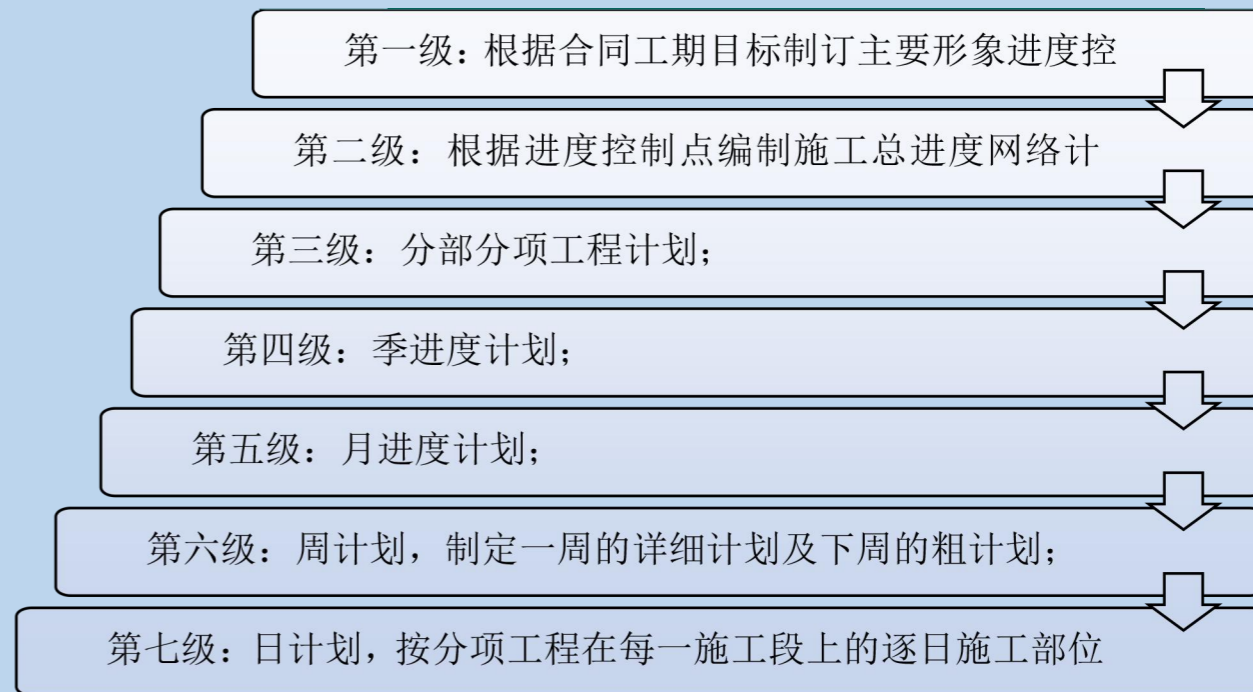 第一级：根据合同工期目标制订主要形象进度控
第二级：根据进度控制点编制施工总进度网络计
第三级：分部分项工程计划；
第四级：季进度计划；
第五级：月进度计划；
第六级：周计划，制定一周的详细计划及下周的粗计划；
第七级：日计划，按分项工程在每一施工段上的逐日施工部位